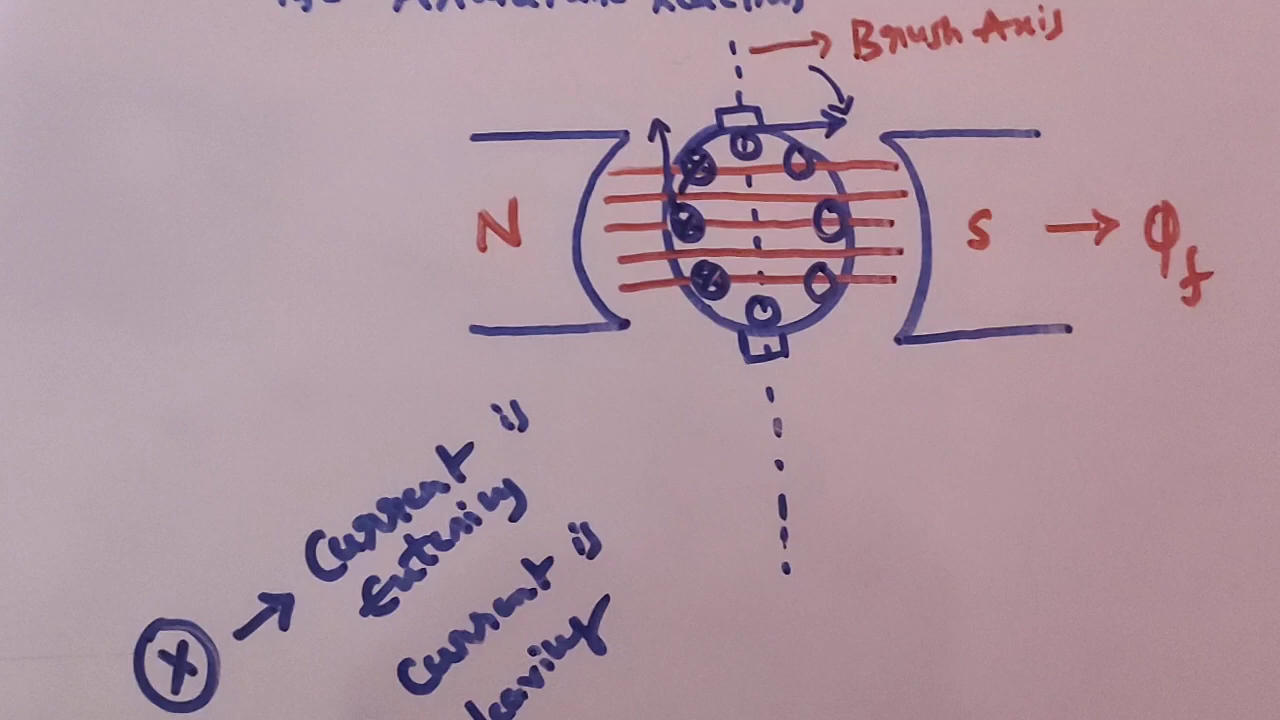 Brush Axis
N
S
Φf
Current is
Entering
X
Current is
leaving